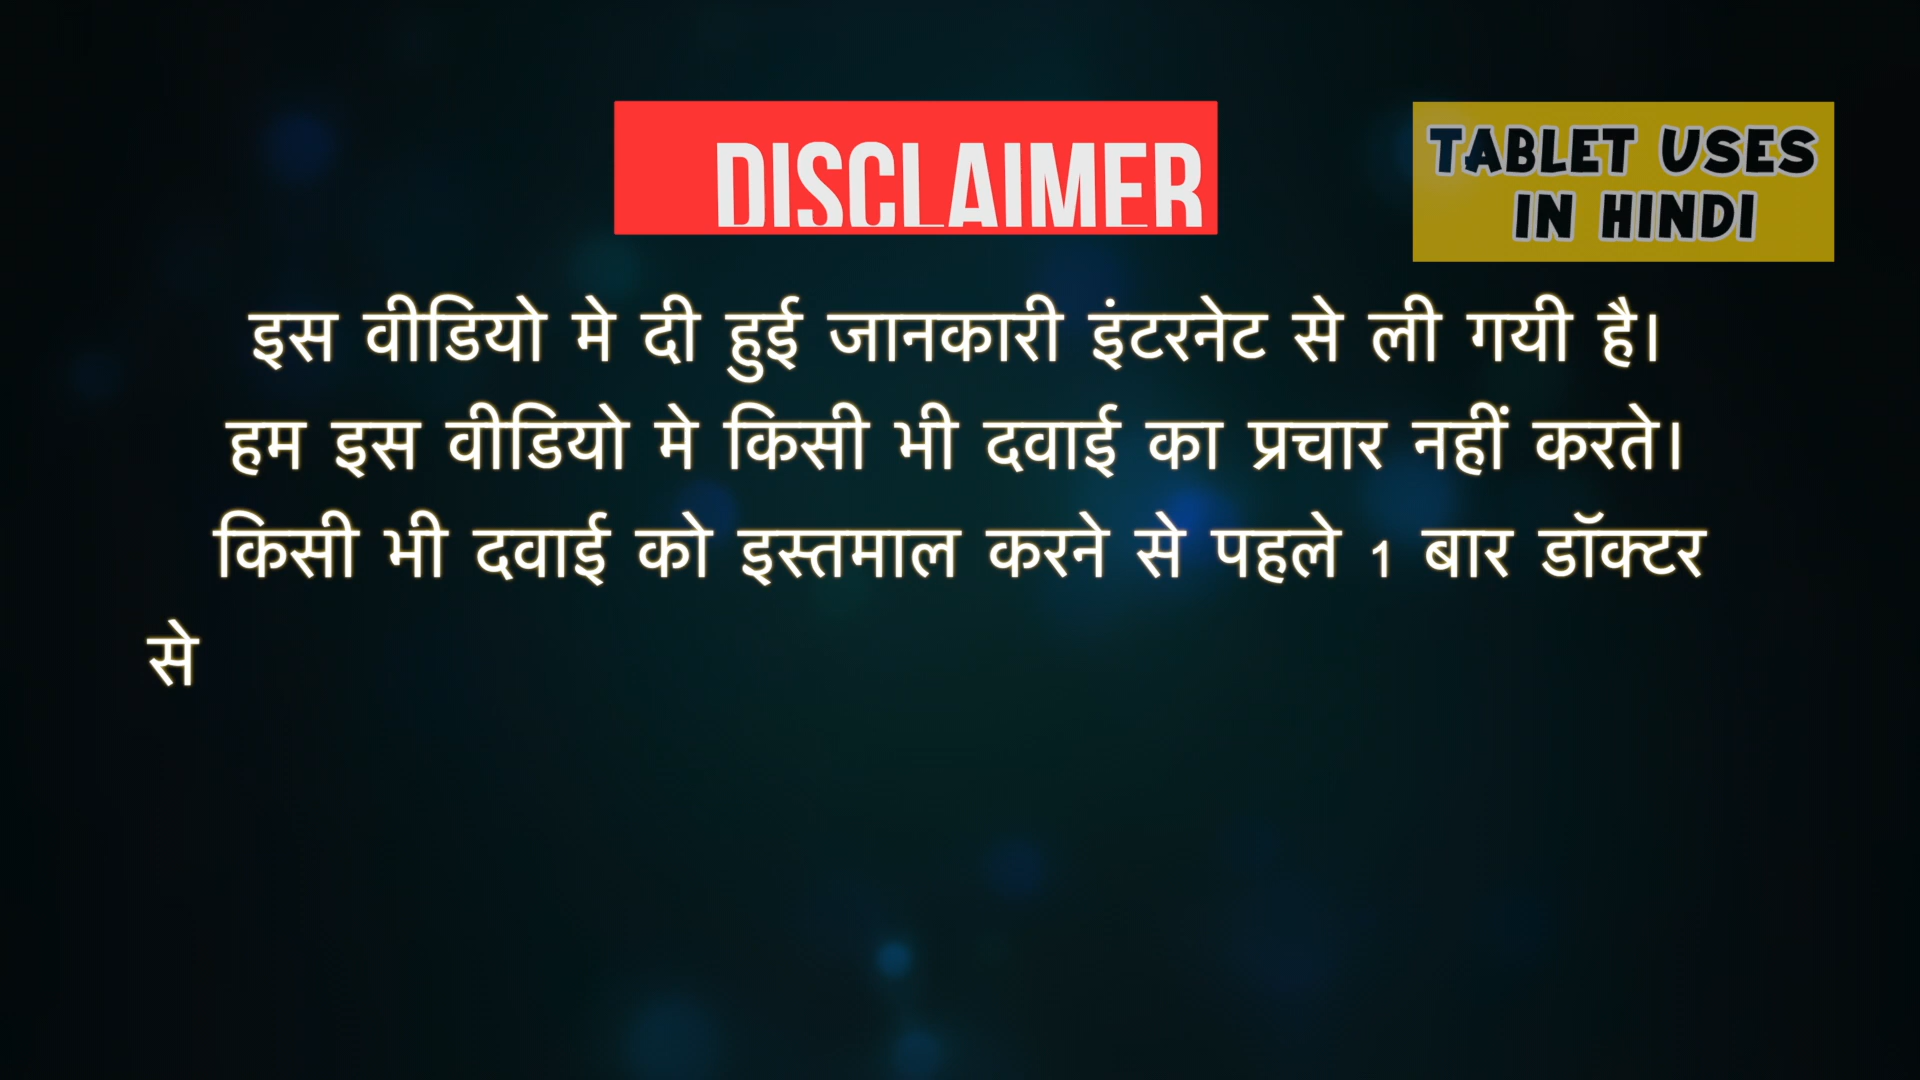 DISCLAIMER
TABLET USES
IN HINDI
इस वीडियो मे दी हुई जानकारी इंटरनेट से ली गयी है।
हम इस वीडियो मे किसी भी दवाई का प्रचार नहीं करते।
किसी भी दवाई को इस्तमाल करने से पहले 1 बार डॉक्टर
से